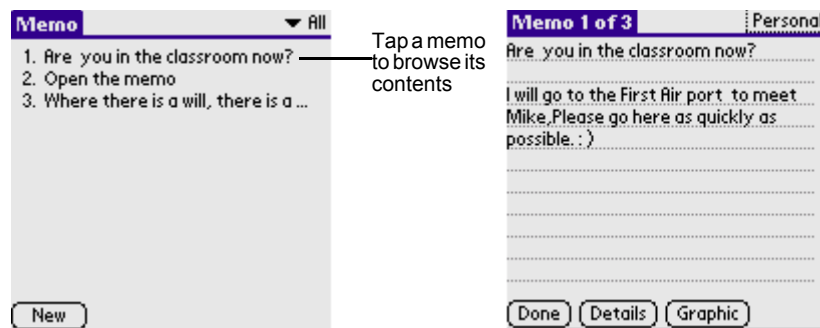 Memo
All
1. Are you in the classroom now?
2. Open the memo
3. Where there is a will, there is a ...
New
Tap a memo
to browse its
contents
Memo 1 of 3
Personal
Are you in the classroom now?
I will go to the First Air port to meet
Mike,Please go here as quickly as
possible. : )
Done
Details
Graphic